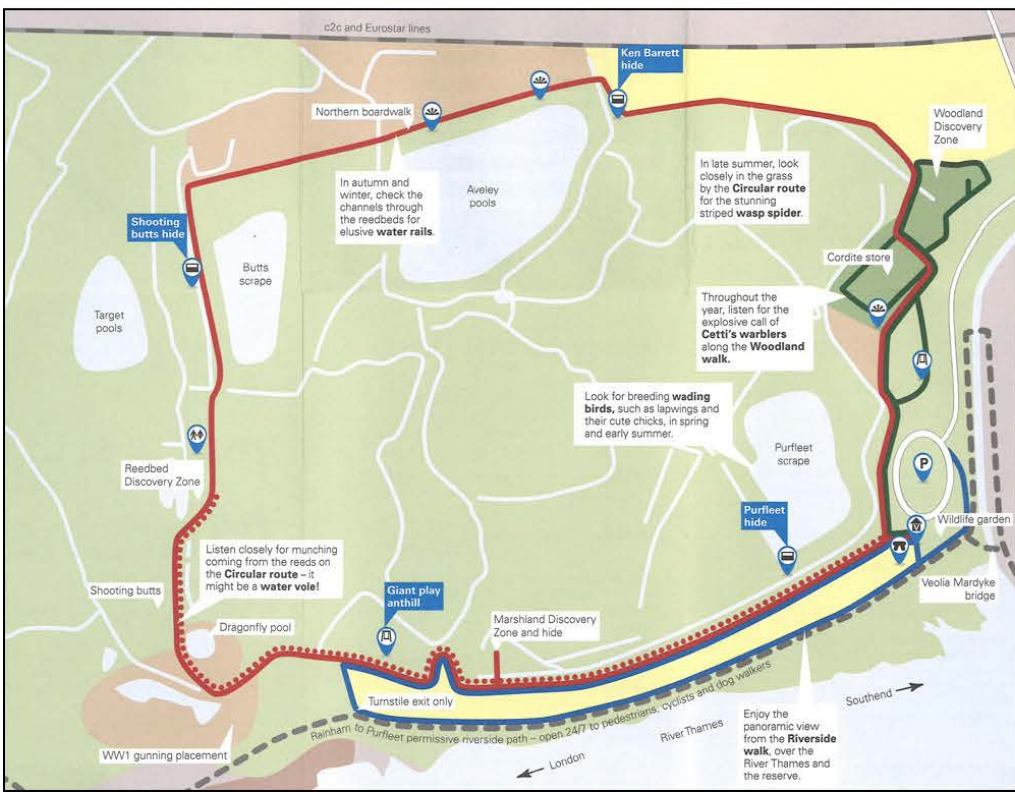 c2c and Eurostar lines
Ken Barrett
hide
Northern boardwalk
Woodland
Discovery
Zone
In autumn and
winter, check the
channels through
the reedbeds for
elusive water rails.
Aveley
pools
In late summer, look
closely in the grass
by the Circular route
for the stunning
striped wasp spider.
Shooting
butts hide
Butts
scrape
Cordite store
Target
pools
Throughout the
year, listen for the
explosive call of
Cetti's warblers
along the Woodland
walk.
Look for breeding wading
birds, such as lapwings and
their cute chicks, in spring
and early summer.
Purfleet
scrape
P
Reedbed
Discovery Zone
Purfleet
hide
Wildlife garden
V
Listen closely for munching
coming from the reeds on
the Circular route – it
might be a water vole!
Shooting butts
Giant play
anthill
Marshland Discovery
Zone and hide
Veolia Mardyke
bridge
Dragonfly pool
Turnstile exit only
Rainham to Purfleet permissive riverside path – open 24/7 to pedestrians, cyclists and dog walkers
WW1 gunning placement
River Thames
Southend
London
Enjoy the
panoramic view
from the Riverside
walk, over the
River Thames and
the reserve.